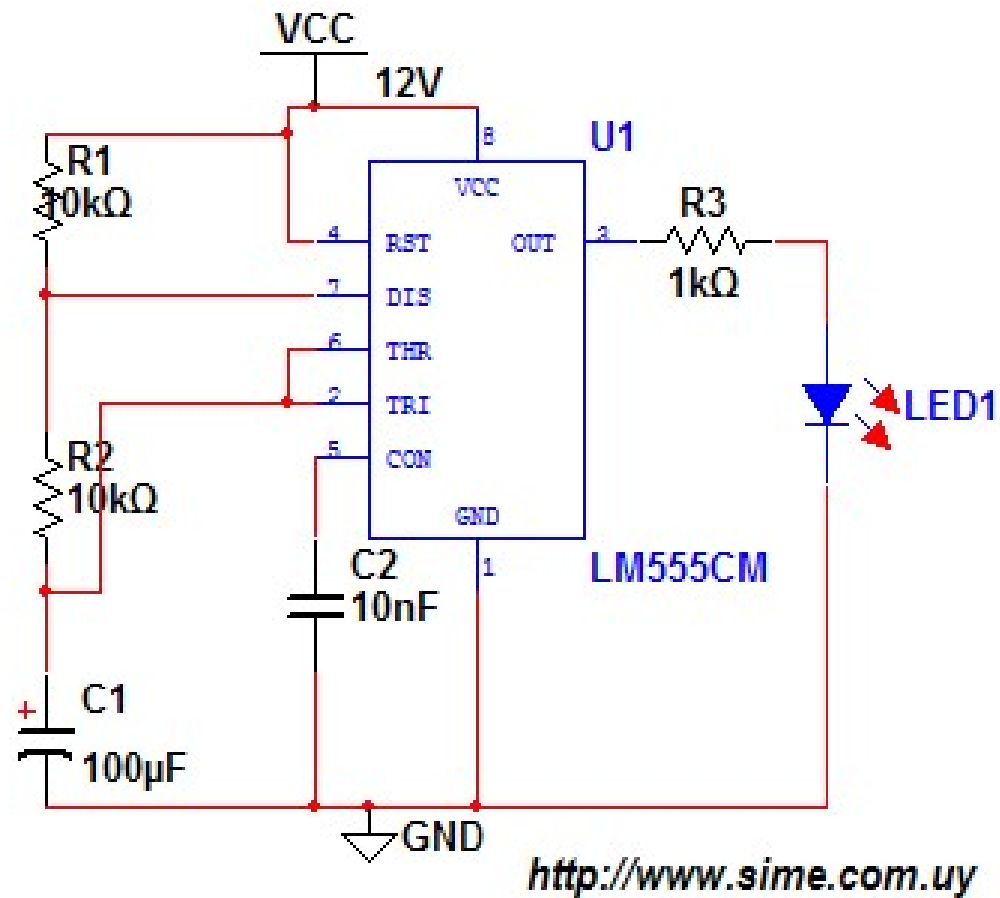 VCC
12V
8
U1
R1
10kΩ
VCC
R3
4
RST
OUT
3
1kΩ
7
DIS
6
THR
2
TRI
LED1
R2
5
CON
10kΩ
GND
1
LM555CM
C2
10nF
C1
+
100µF
GND
http://www.sime.com.uy